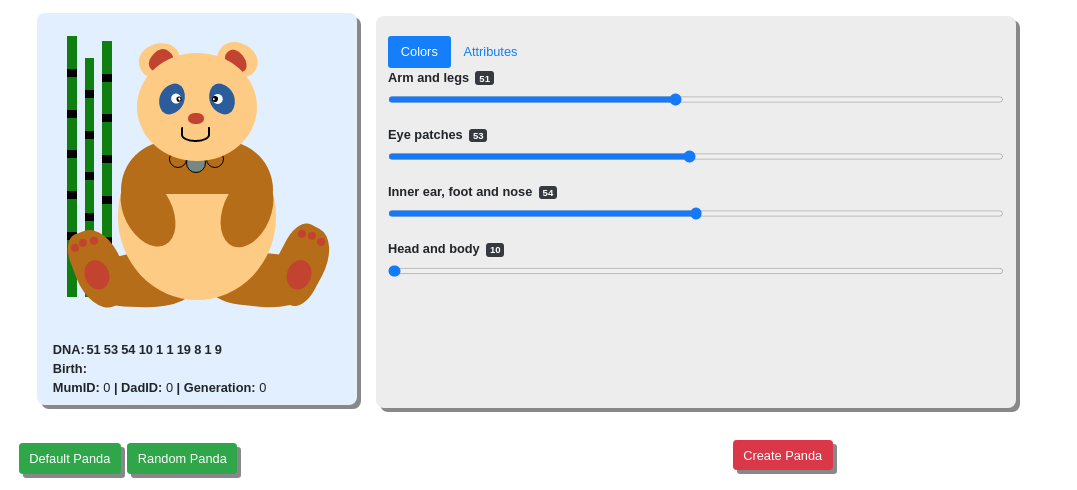 Colors Attributes
Arm and legs 51
Eye patches 53
Inner ear, foot and nose 54
Head and body 10
DNA: 51 53 54 10 1 1 19 8 1 9
Birth:
MumID: 0 | DadID: 0 | Generation: 0
Default Panda Random Panda Create Panda